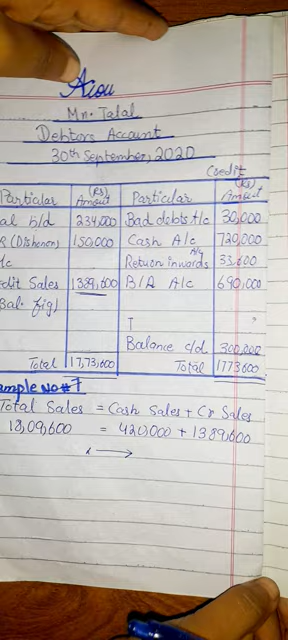 Aiou
Mr. Talal
Debtors Account
30th September, 2020
Credit
Particular (RS) Amount Particular (RS) Amount
al b/d 234,000 Bad debts A/c 30,000
R (Dishonor) 150,000 Cash A/c 720,000
/c Return inwards A/c 33,600
edit Sales 1389,600 B/R A/c 690,000
Bal. fig)
Balance c/d 300,000
Total 17,73,600 Total 1773600
ample No#7
Total Sales = Cash Sales + Cr Sales
18,09,600 = 420,000 + 1389,600